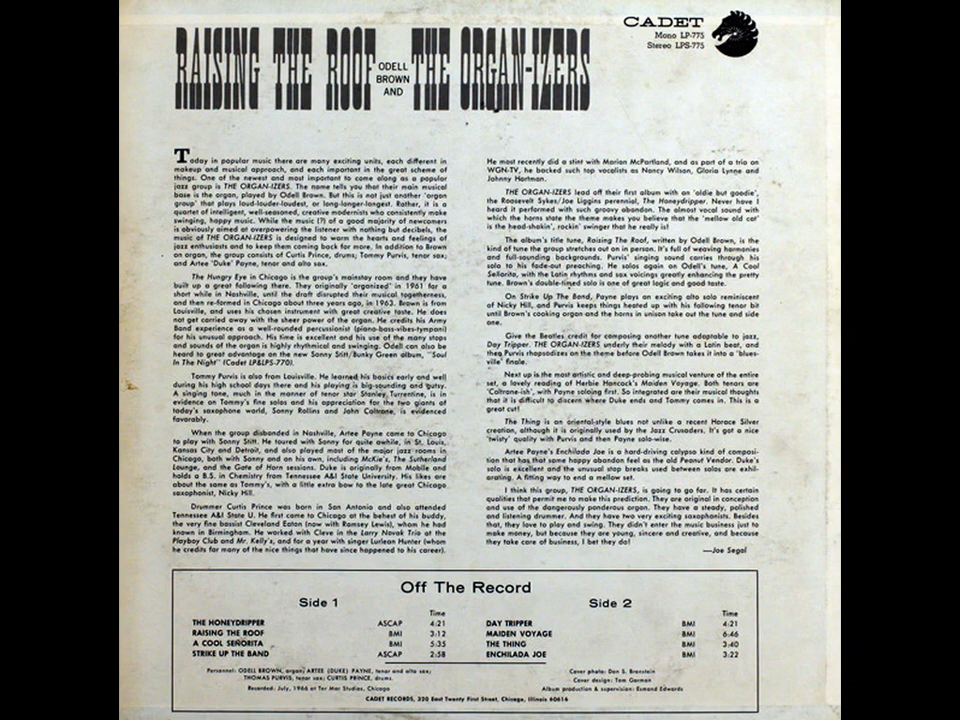 CADET
Mono LP-775
Stereo LPS-775
RAISING THE ROOF ODELL BROWN AND THE ORGAN-IZERS
Today in popular music there are many exciting units, each different in
makeup and musical approach, and each important in the great scheme of
things. One of the newest and most important to come along as a popular
jazz group is THE ORGAN-IZERS. The name tells you that their main musical
base is the organ, played by Odell Brown. But this is not just another 'organ
group' that plays loud-louder-loudest, or long-longer-longest. Rather, it is a
quartet of intelligent, well-seasoned, creative modernists who consistently make
swinging, happy music. While the music (?) of a good majority of newcomers
is obviously aimed at overpowering the listener with nothing but decibels, the
music of THE ORGAN-IZERS is designed to warm the hearts and feelings of
jazz enthusiasts and to keep them coming back for more. In addition to Brown
on organ, the group consists of Curtis Prince, drums; Tommy Purvis, tenor sax;
and Artee 'Duke' Payne, tenor and alto sax.
The Hungry Eye in Chicago is the group's mainstay room and they have
built up a great following there. They originally 'organized' in 1961 for a
short while in Nashville, until the draft disrupted their musical togetherness,
and then re-formed in Chicago about three years ago, in 1963. Brown is from
Louisville, and uses his chosen instrument with great creative taste. He does
not get carried away with the sheer power of the organ. He credits his Army
Band experience as a well-rounded percussionist (piano-bass-vibes-tympani)
for his unusual approach. His time is excellent and his use of the many stops
and sounds of the organ is highly rhythmical and swinging. Odell can also be
heard to great advantage on the new Sonny Stitt/Bunky Green album, "Soul
In The Night" (Cadet LP&LPS-770).
Tommy Purvis is also from Louisville. He learned his basics early and well
during his high school days there and his playing is big-sounding and gutsy.
A singing tone, much in the manner of tenor star Stanley Turrentine, is in
evidence on Tommy's fine solos and his appreciation for the two giants of
today's saxophone world, Sonny Rollins and John Coltrane, is evidenced
favorably.
When the group disbanded in Nashville, Artee Payne came to Chicago
to play with Sonny Stitt. He toured with Sonny for quite awhile, in St. Louis,
Kansas City and Detroit, and also played most of the major jazz rooms in
Chicago, both with Sonny and on his own, including McKie's, The Sutherland
Lounge, and the Gate of Horn sessions. Duke is originally from Mobile and
holds a B.S. in Chemistry from Tennessee A&I State University. His likes are
about the same as Tommy's, with a little extra bow to the late great Chicago
saxophonist, Nicky Hill.
Drummer Curtis Prince was born in San Antonio and also attended
Tennessee A&I State U. He first came to Chicago at the behest of his buddy,
the very fine bassist Cleveland Eaton (now with Ramsey Lewis), whom he had
known in Birmingham. He worked with Cleve in the Larry Novak Trio at the
Playboy Club and Mr. Kelly's, and for a year with singer Lurlean Hunter (whom
he credits for many of the nice things that have since happened to his career).
He most recently did a stint with Marian McPartland, and as part of a trio on
WGN-TV, he backed such top vocalists as Nancy Wilson, Gloria Lynne and
Johnny Hartman.
THE ORGAN-IZERS lead off their first album with an 'oldie but goodie',
the Roosevelt Sykes/Joe Liggins perennial, The Honeydripper. Never have I
heard it performed with such groovy abandon. The almost vocal sound with
which the horns state the theme makes you believe that the 'mellow old cat'
is the head-shakin', rockin' swinger that he really is!
The album's title tune, Raising The Roof, written by Odell Brown, is the
kind of tune the group stretches out on in person. It's full of weaving harmonies
and full-sounding backgrounds. Purvis' singing sound carries through his
solo to his fade-out preaching. He solos again on Odell's tune, A Cool
Señorita, with the Latin rhythms and sax voicings greatly enhancing the pretty
tune. Brown's double-timed solo is one of great logic and good taste.
On Strike Up The Band, Payne plays an exciting alto solo reminiscent
of Nicky Hill, and Purvis keeps things heated up with his following tenor bit
until Brown's cooking organ and the horns in unison take out the tune and side
one.
Give the Beatles credit for composing another tune adaptable to jazz,
Day Tripper. THE ORGAN-IZERS underly their melody with a Latin beat, and
then Purvis rhapsodizes on the theme before Odell Brown takes it into a 'blues-
ville' finale.
Next up is the most artistic and deep-probing musical venture of the entire
set, a lovely reading of Herbie Hancock's Maiden Voyage. Both tenors are
'Coltrane-ish', with Payne soloing first. So integrated are their musical thoughts
that it is difficult to discern where Duke ends and Tommy comes in. This is a
great cut!
The Thing is an oriental-style blues not unlike a recent Horace Silver
creation, although it is originally used by the Jazz Crusaders. It's got a nice
'twisty' quality with Purvis and then Payne solo-wise.
Artee Payne's Enchilada Joe is a hard-driving calypso kind of composi-
tion that has that same happy abandon feel as the old Peanut Vendor. Duke's
solo is excellent and the unusual stop breaks used between solos are exhil-
arating. A fitting way to end a mellow set.
I think this group, THE ORGAN-IZERS, is going to go far. It has certain
qualities that permit me to make this prediction. They are original in conception
and use of the dangerously ponderous organ. They have a steady, polished
and listening drummer. And they have two very exciting saxophonists. Besides
that, they love to play and swing. They didn't enter the music business just to
make money, but because they are young, sincere and creative, and because
they take care of business, I bet they do!
—Joe Segal
Off The Record
Side 1
Time
THE HONEYDRIPPER ASCAP 4:21
RAISING THE ROOF BMI 3:12
A COOL SEÑORITA BMI 5:35
STRIKE UP THE BAND ASCAP 2:58
Side 2
Time
DAY TRIPPER BMI 4:21
MAIDEN VOYAGE BMI 6:46
THE THING BMI 3:40
ENCHILADA JOE BMI 3:22
Personnel: ODELL BROWN, organ; ARTEE (DUKE) PAYNE, tenor and alto sax;
THOMAS PURVIS, tenor sax; CURTIS PRINCE, drums.
Recorded: July, 1966 at Ter Mar Studios, Chicago
Cover photo: Don S. Bronstein
Cover design: Tom Gorman
Album production & supervision: Esmond Edwards
CADET RECORDS, 320 East Twenty First Street, Chicago, Illinois 60616